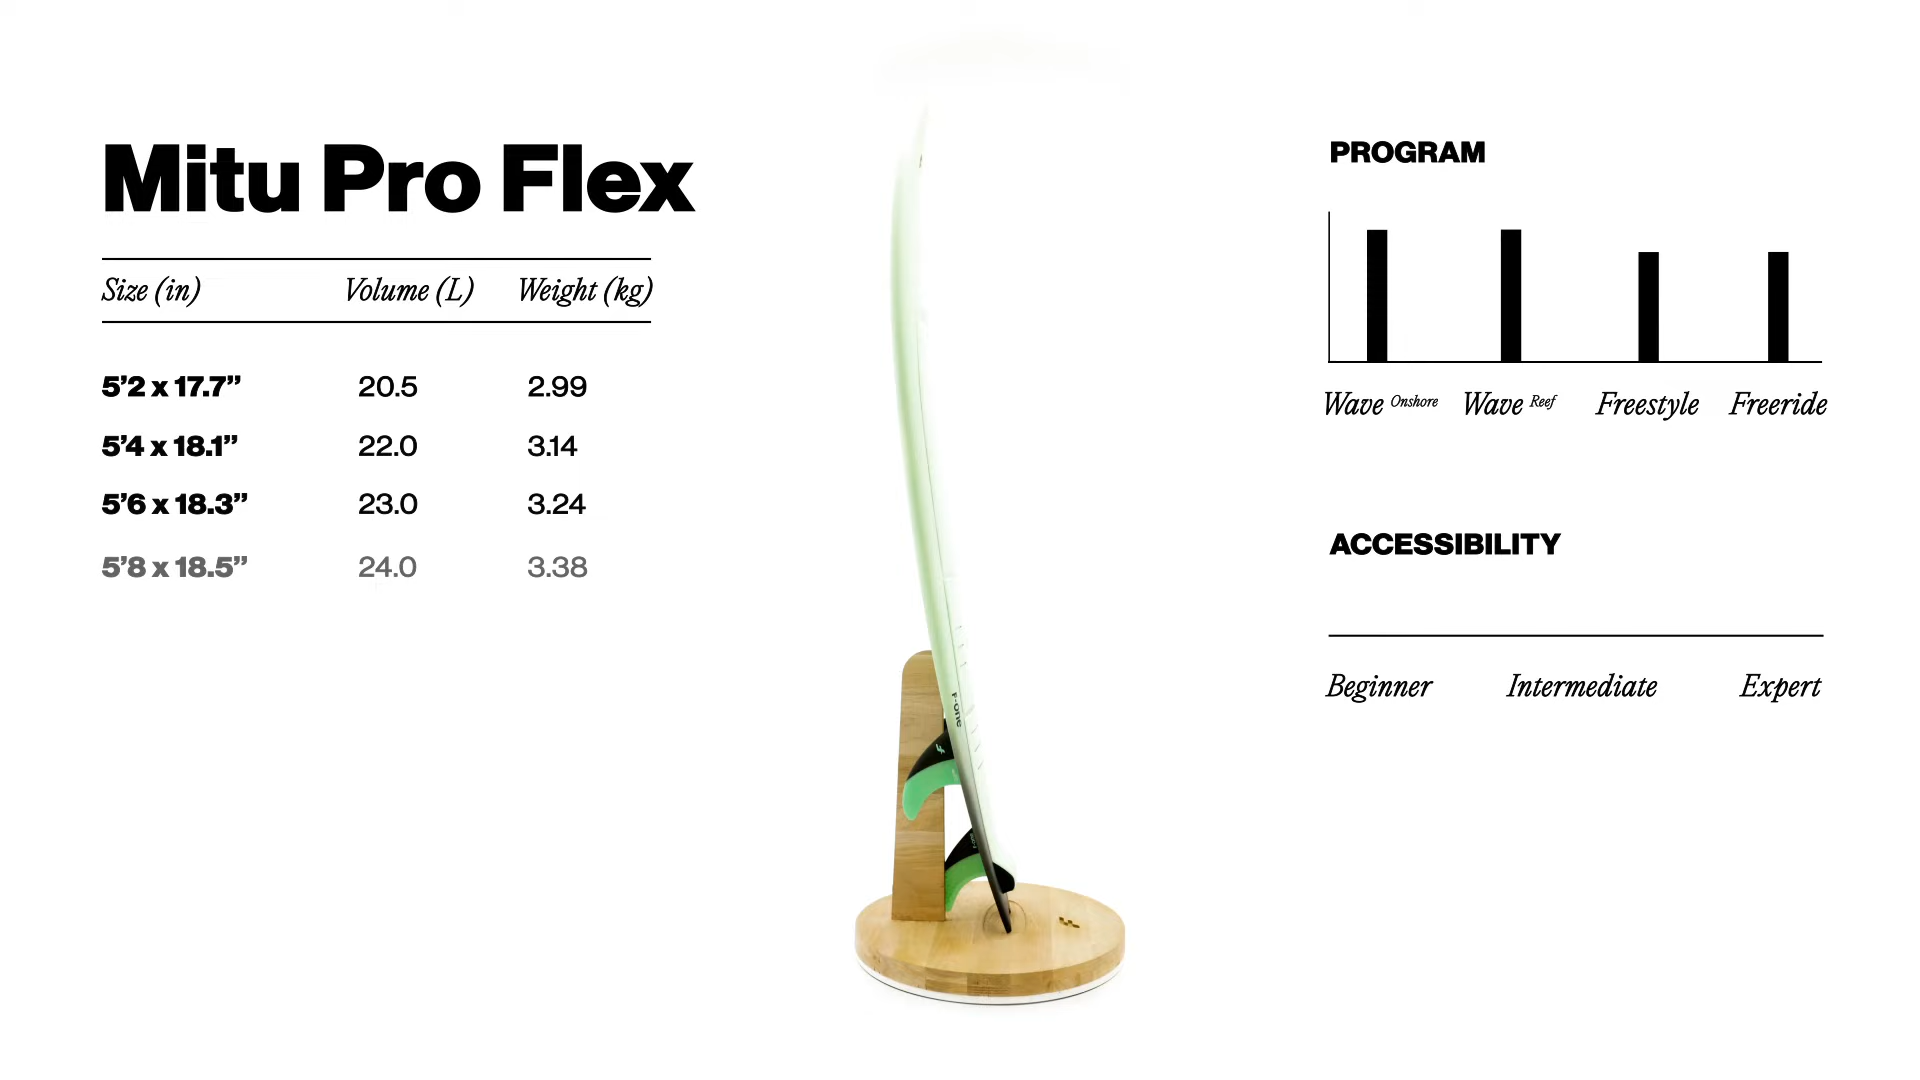 Mitu Pro Flex
Size (in) Volume (L) Weight (kg)
5’2 x 17.7” 20.5 2.99
5’4 x 18.1” 22.0 3.14
5’6 x 18.3” 23.0 3.24
5’8 x 18.5” 24.0 3.38
F-ONE
PROGRAM
Wave Onshore Wave Reef Freestyle Freeride
ACCESSIBILITY
Beginner Intermediate Expert